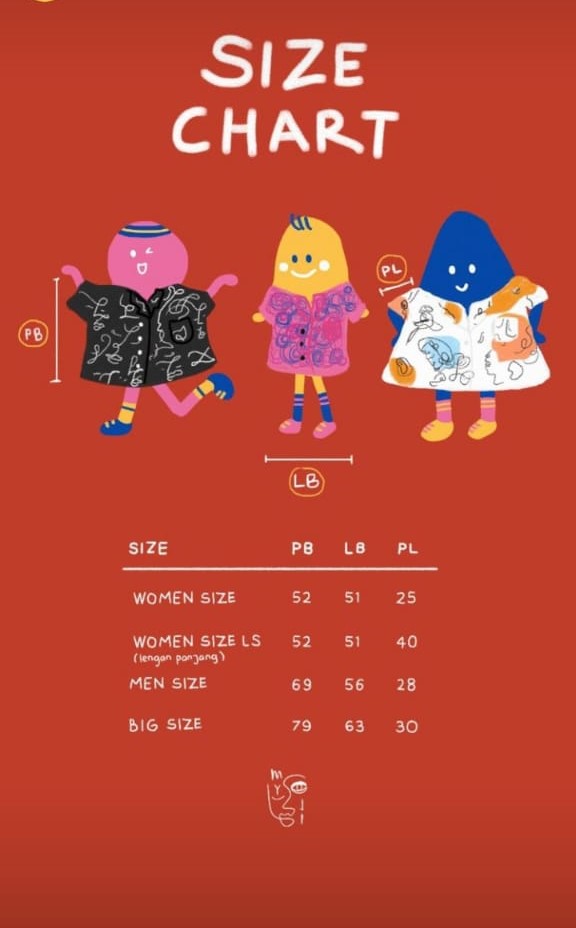 SIZE
CHART
PL
PB
LB
SIZE PB LB PL
WOMEN SIZE 52 51 25
WOMEN SIZE LS 52 51 40
(lengan panjang)
MEN SIZE 69 56 28
BIG SIZE 79 63 30